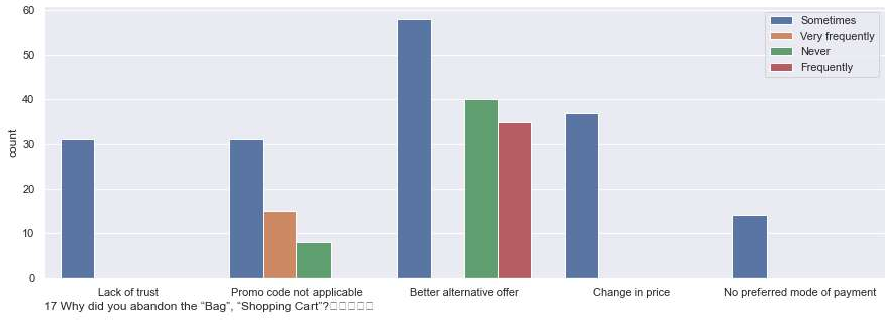 60
50
40
30
20
10
0
count
Sometimes
Very frequently
Never
Frequently
Lack of trust
Promo code not applicable
Better alternative offer
Change in price
No preferred mode of payment
17 Why did you abandon the “Bag”, “Shopping Cart”?□□□□□